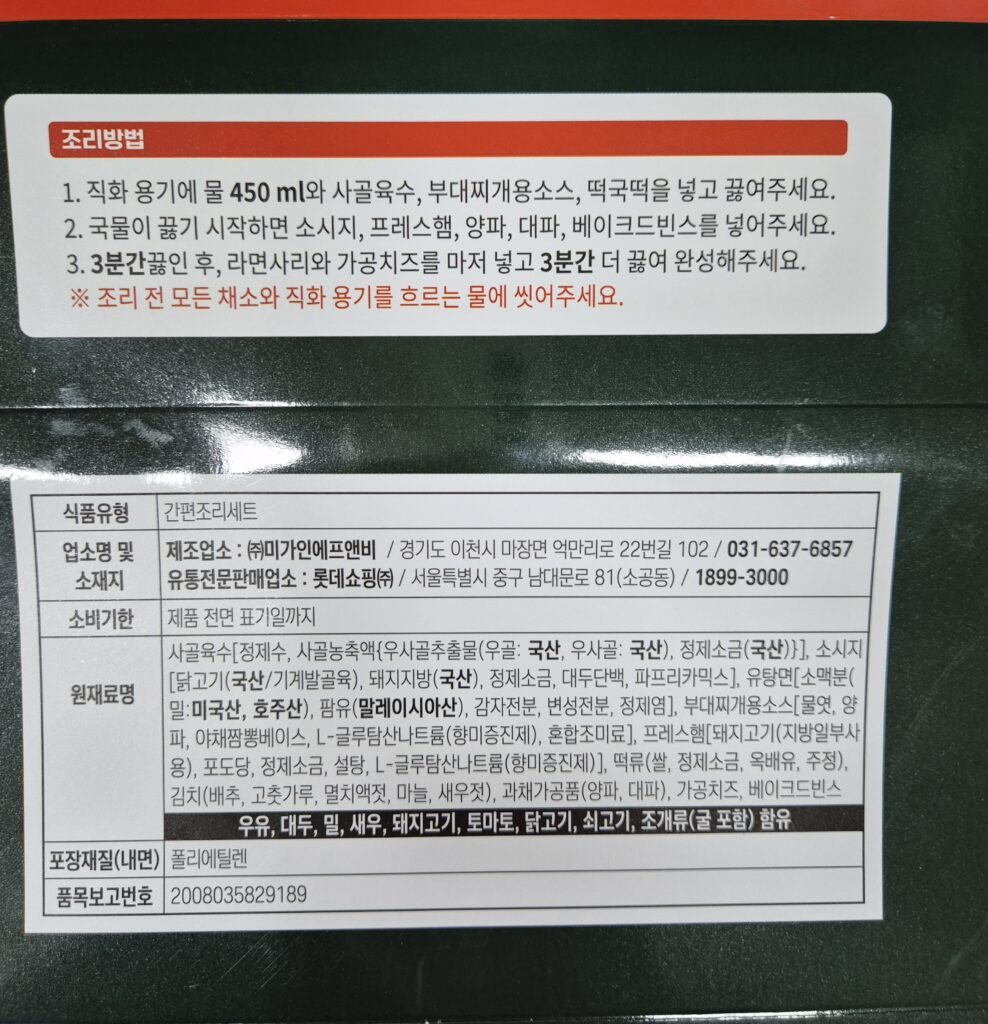 조리방법
1. 직화 용기에 물 450 ml와 사골육수, 부대찌개용소스, 떡국떡을 넣고 끓여주세요.
2. 국물이 끓기 시작하면 소시지, 프레스햄, 양파, 대파, 베이크드빈스를 넣어주세요.
3. 3분간끓인 후, 라면사리와 가공치즈를 마저 넣고 3분간 더 끓여 완성해주세요.
※ 조리 전 모든 채소와 직화 용기를 흐르는 물에 씻어주세요.
식품유형 간편조리세트
업소명 및 소재지 제조업소 : ㈜미가인에프앤비 / 경기도 이천시 마장면 억만리로 22번길 102 / 031-637-6857
유통전문판매업소 : 롯데쇼핑㈜ / 서울특별시 중구 남대문로 81(소공동) / 1899-3000
소비기한 제품 전면 표기일까지
원재료명 사골육수[정제수, 사골농축액{우사골추출물(우골: 국산, 우사골: 국산), 정제소금(국산)}], 소시지
[닭고기(국산/기계발골육), 돼지지방(국산), 정제소금, 대두단백, 파프리카믹스], 유탕면[소맥분(
밀:미국산, 호주산), 팜유(말레이시아산), 감자전분, 변성전분, 정제염], 부대찌개용소스[물엿, 양
파, 야채짬뽕베이스, L-글루탐산나트륨(향미증진제), 혼합조미료], 프레스햄[돼지고기(지방일부사
용), 포도당, 정제소금, 설탕, L-글루탐산나트륨(향미증진제)], 떡류(쌀, 정제소금, 옥배유, 주정),
김치(배추, 고춧가루, 멸치액젓, 마늘, 새우젓), 과채가공품(양파, 대파), 가공치즈, 베이크드빈스
우유, 대두, 밀, 새우, 돼지고기, 토마토, 닭고기, 쇠고기, 조개류(굴 포함) 함유
포장재질(내면) 폴리에틸렌
품목보고번호 2008035829189